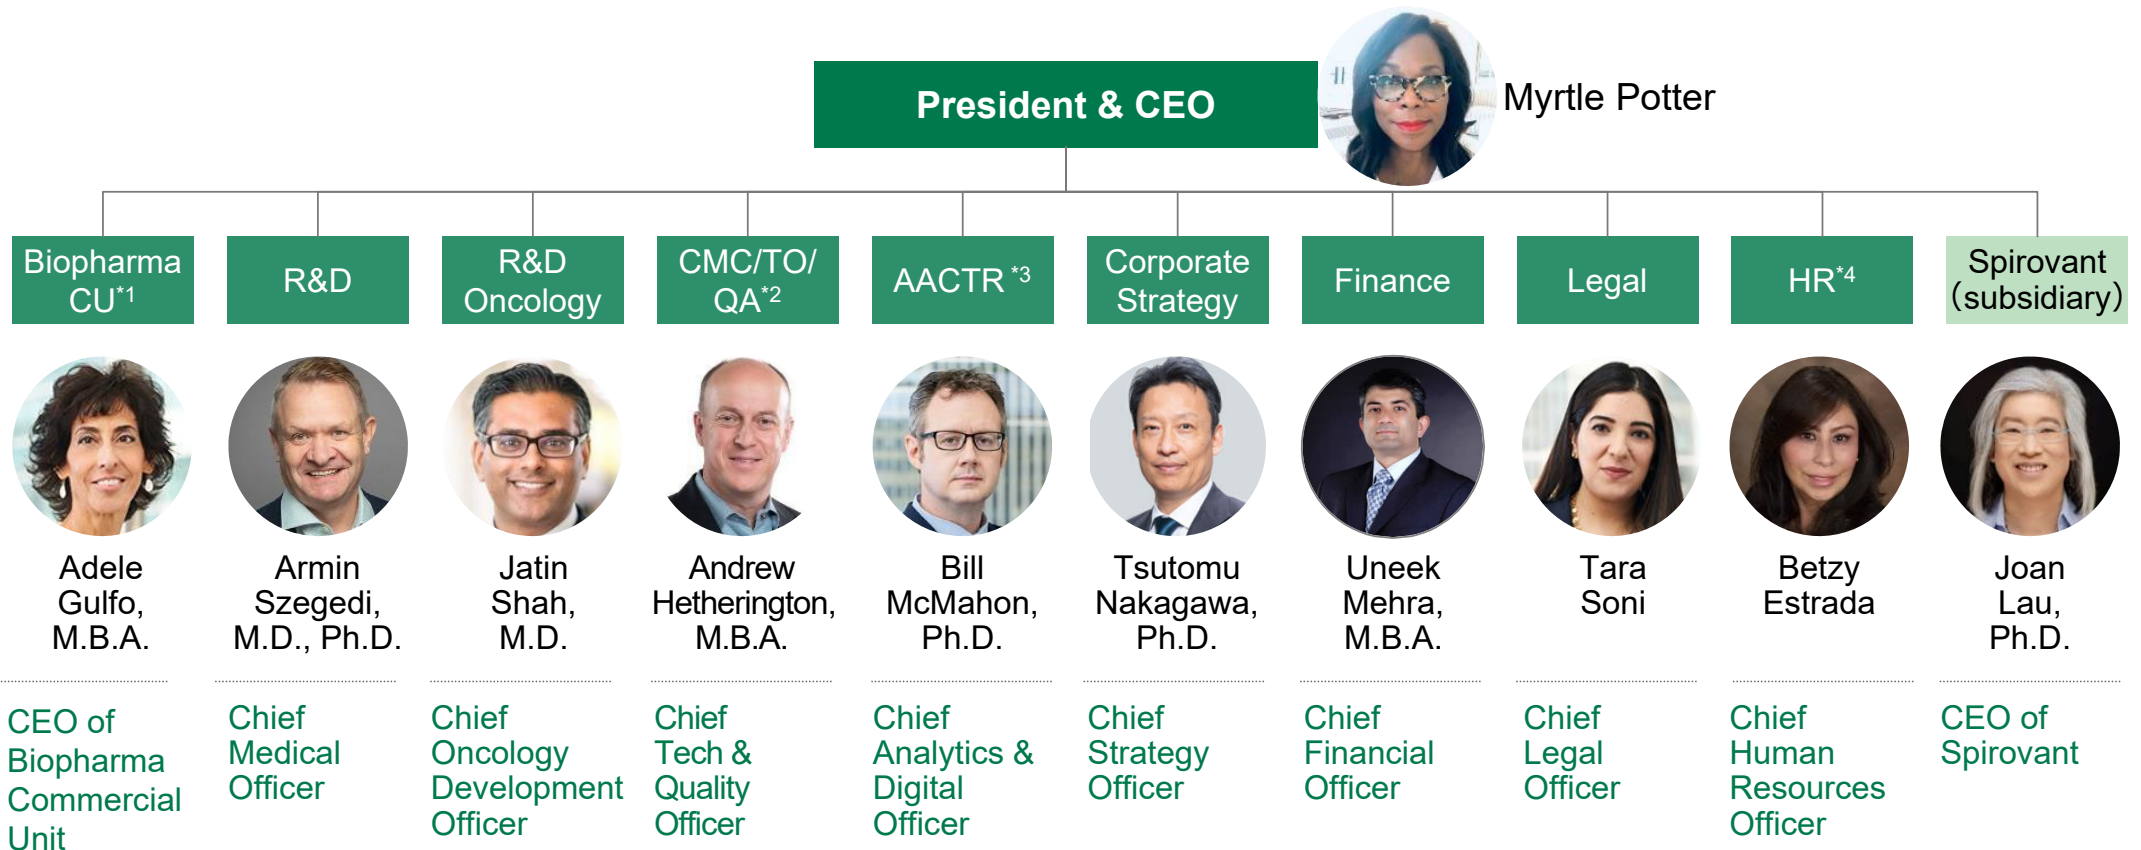 President & CEO
Myrtle Potter
Biopharma
CU*1
R&D
R&D
Oncology
CMC/TO/
QA*2
AACTR *3
Corporate
Strategy
Finance
Legal
HR*4
Spirovant
（subsidiary）
Adele
Gulfo,
M.B.A.
Armin
Szegedi,
M.D., Ph.D.
Jatin
Shah,
M.D.
Andrew
Hetherington,
M.B.A.
Bill
McMahon,
Ph.D.
Tsutomu
Nakagawa,
Ph.D.
Uneek
Mehra,
M.B.A.
Tara
Soni
Betzy
Estrada
Joan
Lau,
Ph.D.
CEO of
Biopharma
Commercial
Unit
Chief
Medical
Officer
Chief
Oncology
Development
Officer
Chief
Tech &
Quality
Officer
Chief
Analytics &
Digital
Officer
Chief
Strategy
Officer
Chief
Financial
Officer
Chief
Legal
Officer
Chief
Human
Resources
Officer
CEO of
Spirovant